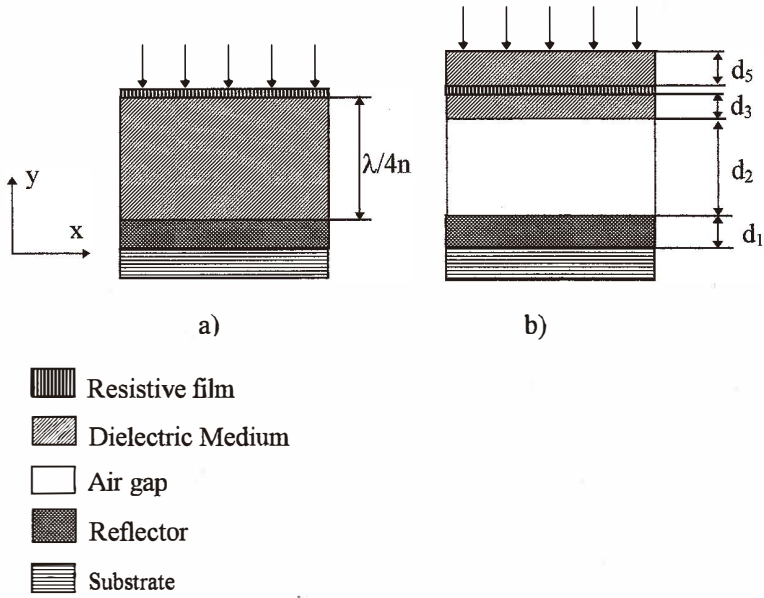 d₅
d₃
λ/4n
d₂
y
x
d₁
a)
b)
Resistive film
Dielectric Medium
Air gap
Reflector
Substrate